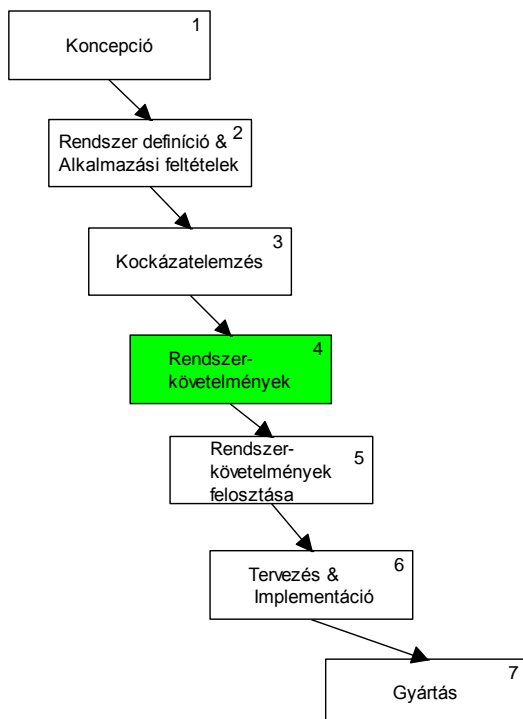 1
Koncepció
2
Rendszer definíció &
Alkalmazási feltételek
3
Kockázatelemzés
4
Rendszer-
követelmények
5
Rendszer-
követelmények
felosztása
6
Tervezés &
Implementáció
7
Gyártás